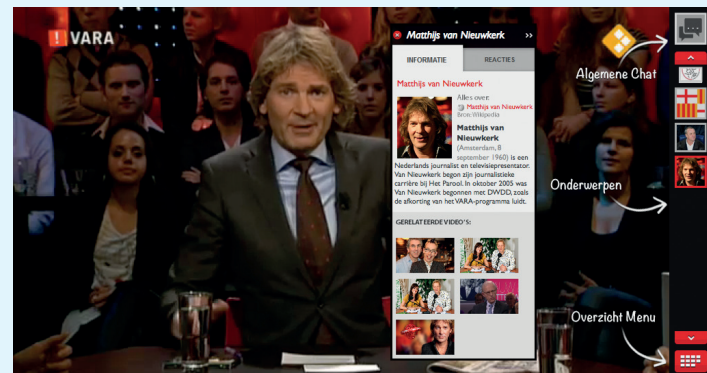 VARA
Matthijs van Nieuwkerk
INFORMATIE
REACTIES
Matthijs van Nieuwkerk
Alles over:
Matthijs van Nieuwkerk
Bron: Wikipedia
Matthijs van
Nieuwkerk
(Amsterdam, 8
september 1960) is een
Nederlands journalist en televisiepresentator.
Van Nieuwkerk begon zijn journalistieke
carrière bij Het Parool. In oktober 2005 was
Van Nieuwkerk begonnen met DWDD, zoals
de afkorting van het VARA-programma luidt.
GERELATEERDE VIDEO'S:
Algemene Chat
Onderwerpen
Overzicht Menu